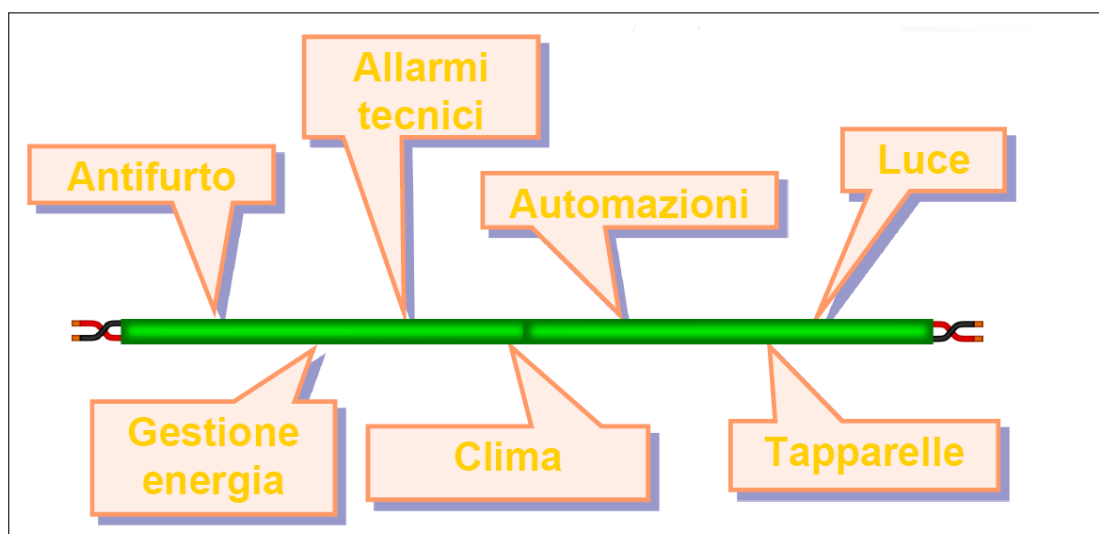 Allarmi
tecnici
Antifurto
Automazioni
Luce
Gestione
energia
Clima
Tapparelle